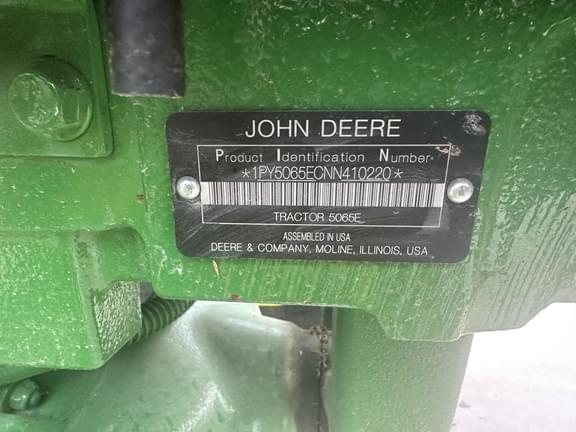 JOHN DEERE
Product Identification Number
*1PY5065ECNN410220*
TRACTOR 5065E
ASSEMBLED IN USA
DEERE & COMPANY, MOLINE, ILLINOIS, USA